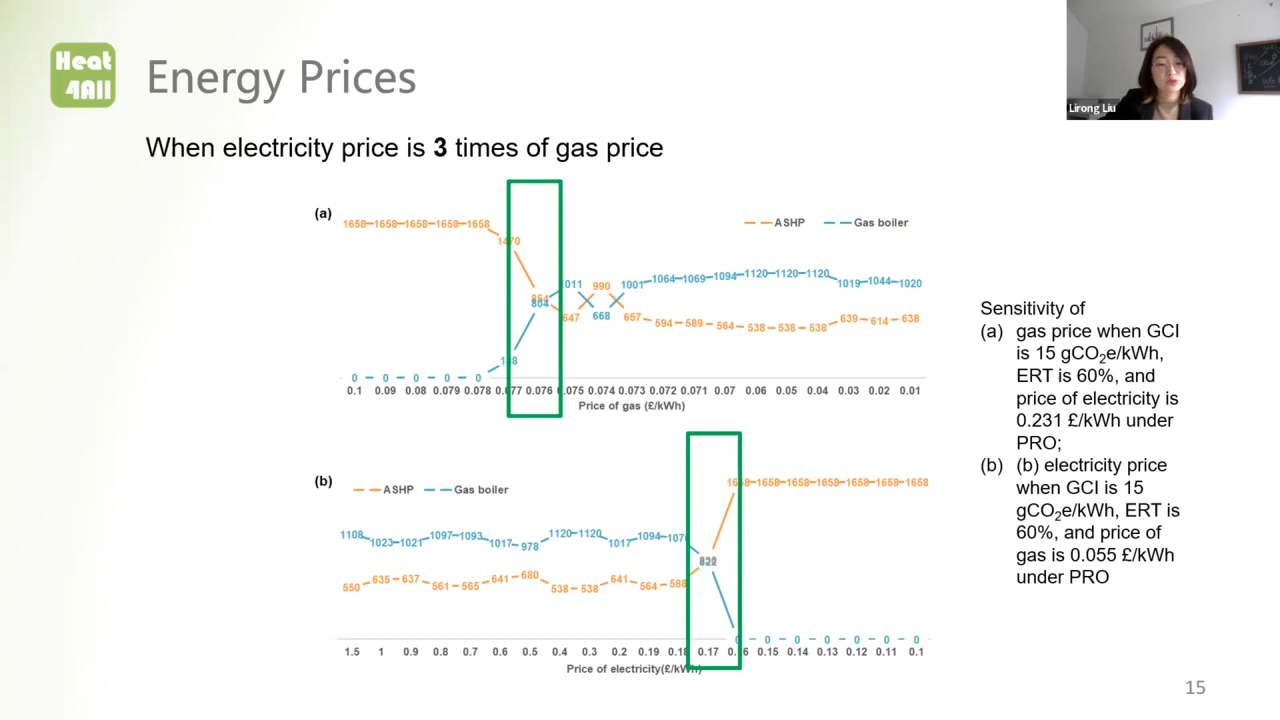 Heat
4All
Energy Prices
Lirong Liu
When electricity price is 3 times of gas price
(a)
ASHP Gas boiler
1658 1658 1658 1658 1658 1470 854 647 990 657 594 589 564 538 538 538 639 614 638
0 0 0 0 0 188 804 1011 668 1001 1064 1069 1094 1120 1120 1120 1019 1044 1020
0.1 0.09 0.08 0.079 0.078 0.077 0.076 0.075 0.074 0.073 0.072 0.071 0.07 0.06 0.05 0.04 0.03 0.02 0.01
Price of gas (£/kWh)
(b)
ASHP Gas boiler
1108 1023 1021 1097 1093 1017 978 1120 1120 1017 1094 1070 822 0 0 0 0 0 0 0
550 635 637 561 565 641 680 538 538 641 564 588 1658 1658 1658 1658 1658 1658 1658
1.5 1 0.9 0.8 0.7 0.6 0.5 0.4 0.3 0.2 0.19 0.18 0.17 0.16 0.15 0.14 0.13 0.12 0.11 0.1
Price of electricity(£/kWh)
Sensitivity of
(a) gas price when GCI
is 15 gCO₂e/kWh,
ERT is 60%, and
price of electricity is
0.231 £/kWh under
PRO;
(b) (b) electricity price
when GCI is 15
gCO₂e/kWh, ERT is
60%, and price of
gas is 0.055 £/kWh
under PRO
15